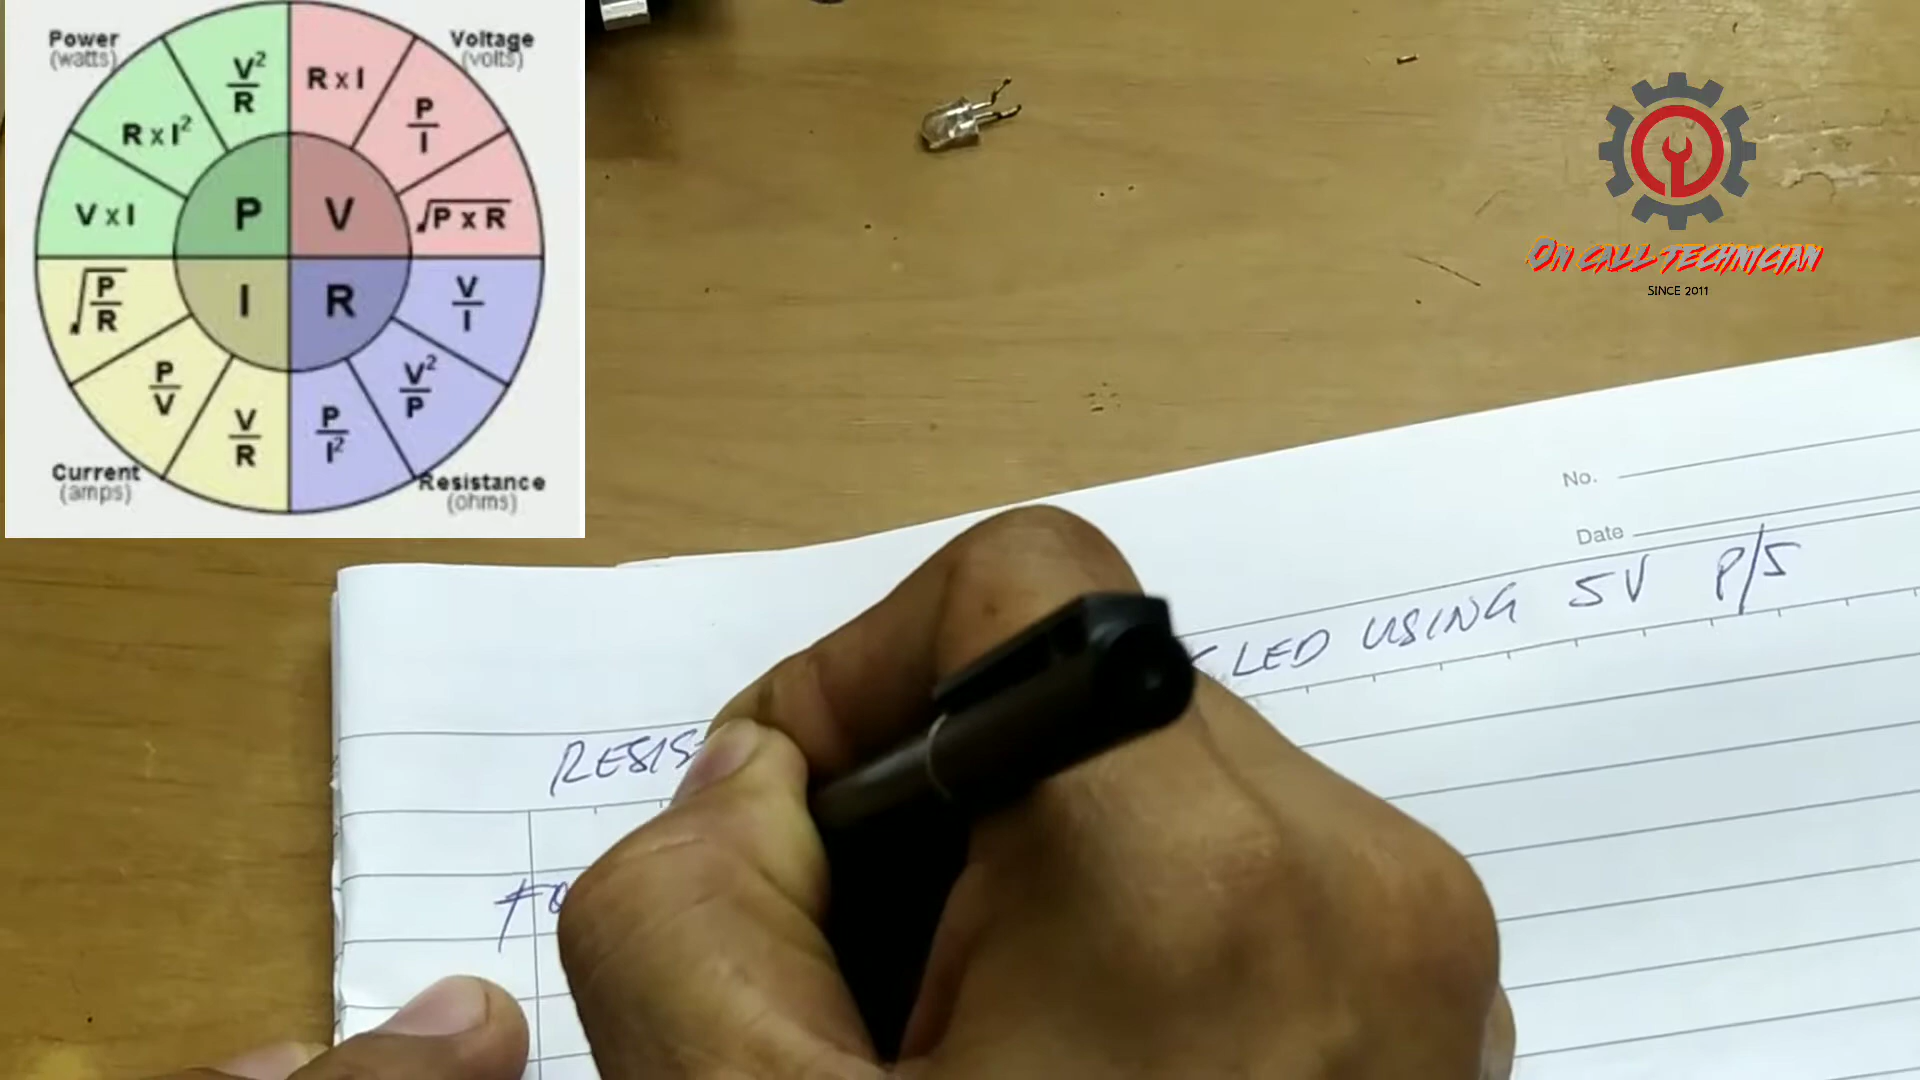 Power
(watts)
Voltage
(volts)
V²/R
R x I
R x I²
P/I
V x I
√P x R
P
V
I
R
√P/R
V/I
P/V
V²/P
V/R
P/I²
Current
(amps)
Resistance
(ohms)
ON CALL TECHNICIAN
SINCE 2011
No.
Date
LED USING 5V P/S